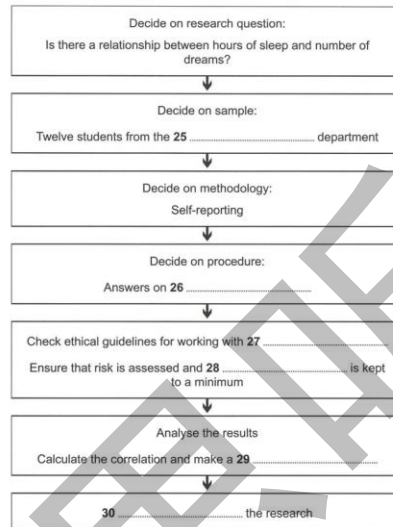 Decide on research question:
Is there a relationship between hours of sleep and number of
dreams?
Decide on sample:
Twelve students from the 25 .................................... department
Decide on methodology:
Self-reporting
Decide on procedure:
Answers on 26 ....................................
Check ethical guidelines for working with 27 ....................................
Ensure that risk is assessed and 28 .................................... is kept
to a minimum
Analyse the results
Calculate the correlation and make a 29 ....................................
30 .................................... the research